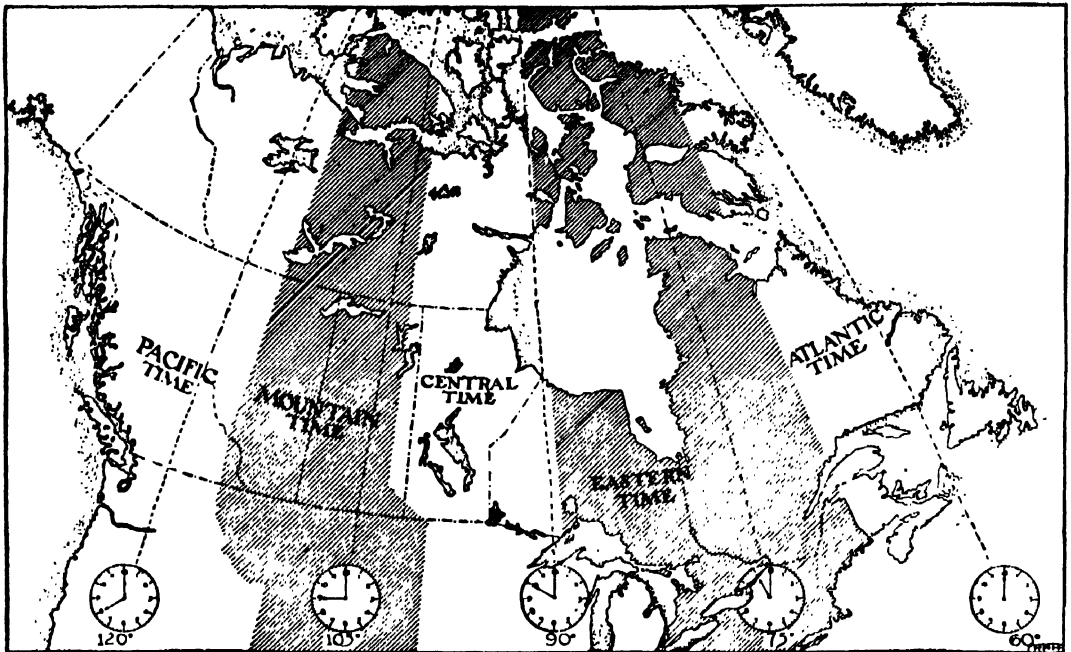 PACIFIC
TIME
MOUNTAIN
TIME
CENTRAL
TIME
EASTERN
TIME
ATLANTIC
TIME
120°
105°
90°
75°
60°